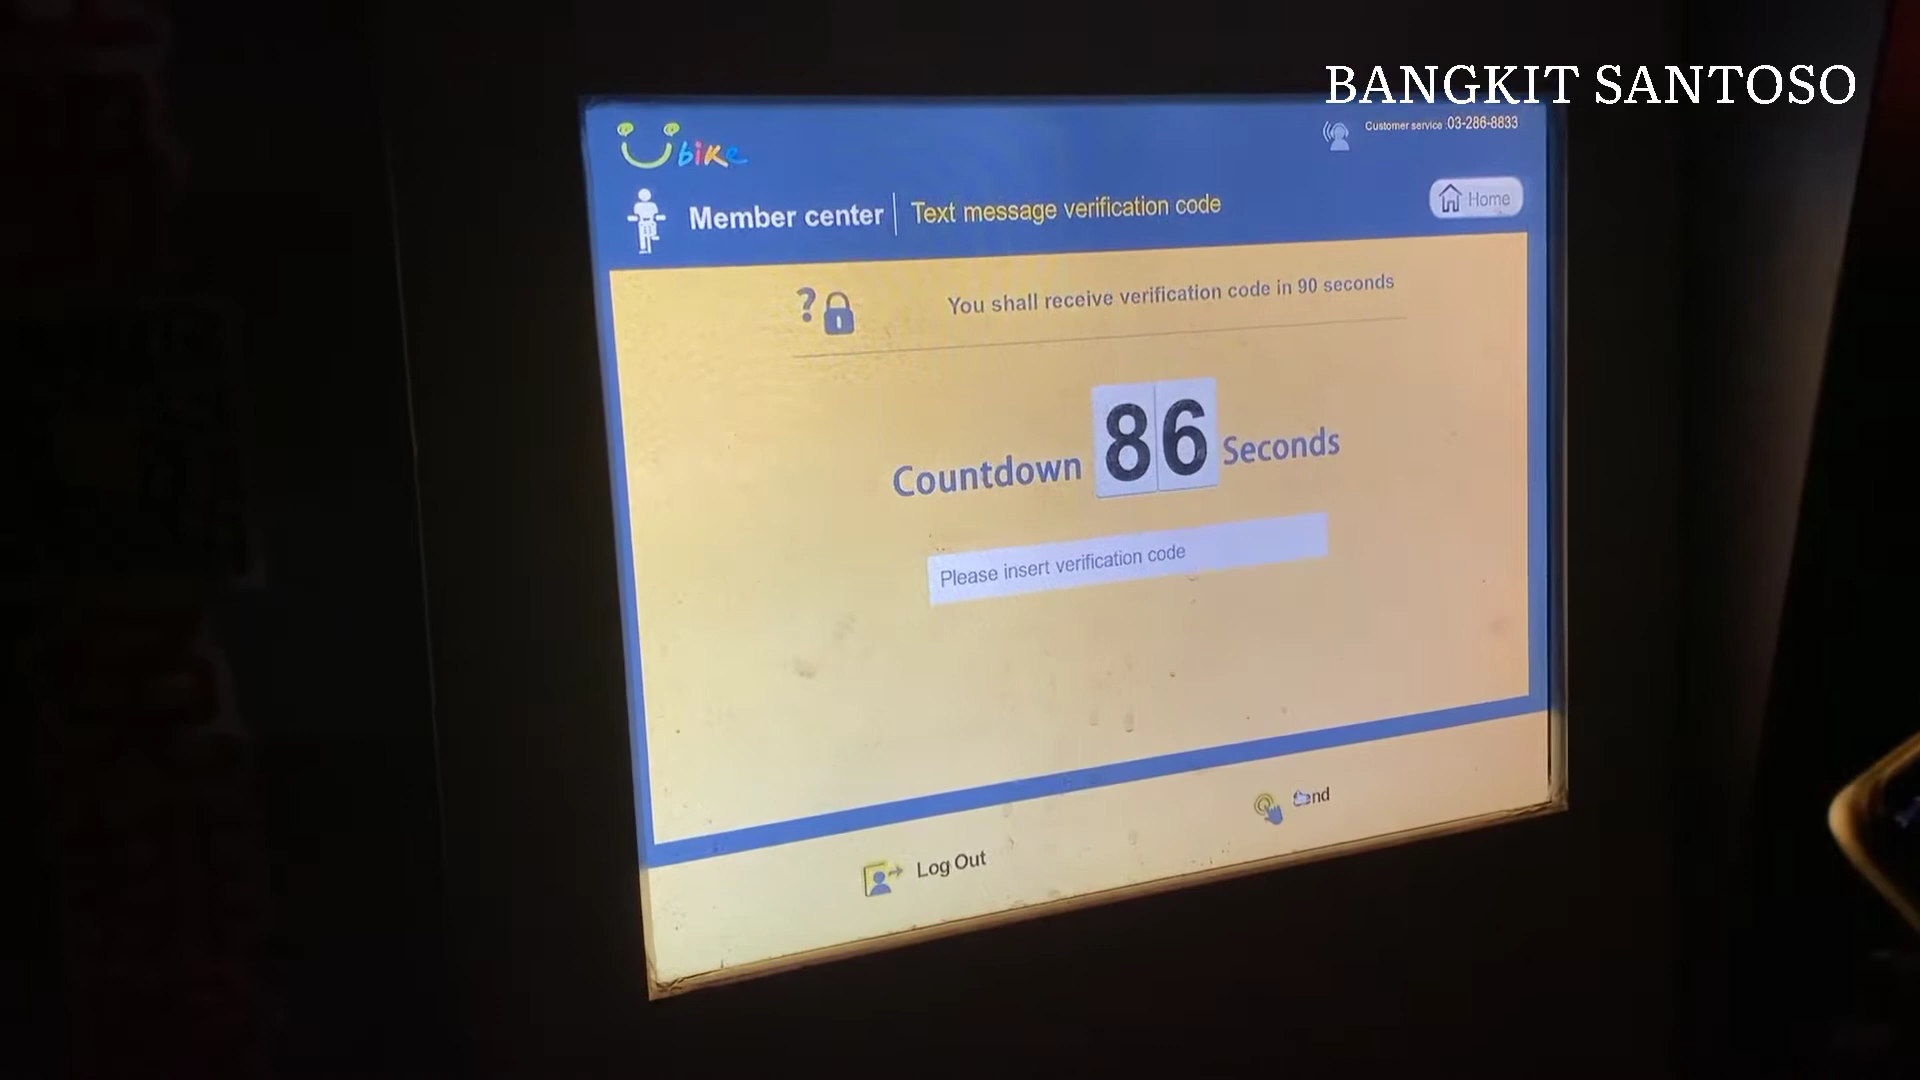 BANGKIT SANTOSO
Ubike
Customer service :03-286-8833
Member center
Text message verification code
Home
You shall receive verification code in 90 seconds
Countdown 86 Seconds
Please insert verification code
Log Out